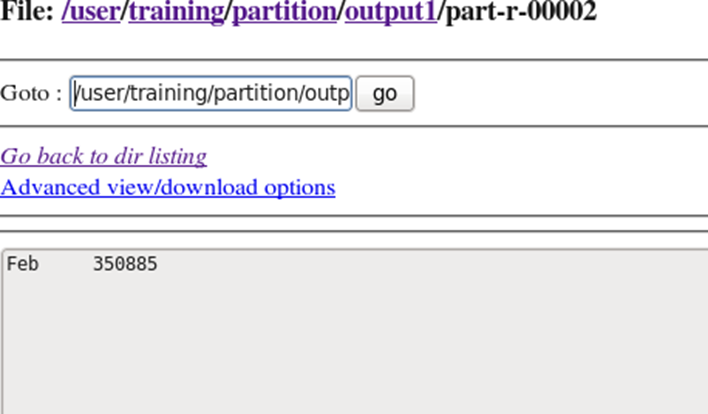 File: /user/training/partition/output1/part-r-00002
Goto : /user/training/partition/outp go
Go back to dir listing
Advanced view/download options
Feb 350885